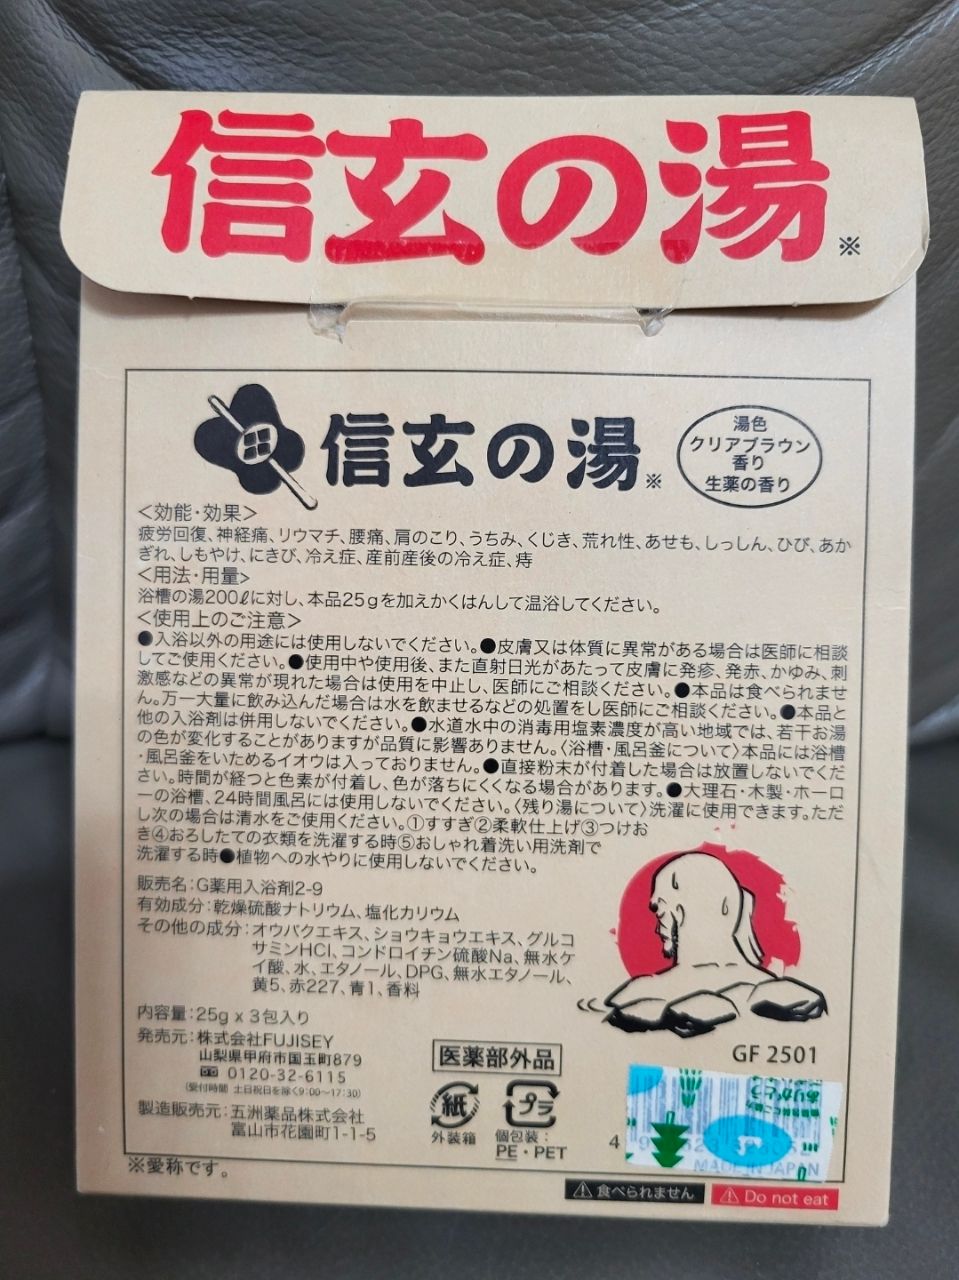 信玄の湯※
信玄の湯※
湯色
クリアブラウン
香り
生薬の香り
<効能・効果>
疲労回復、神経痛、リウマチ、腰痛、肩のこり、うちみ、くじき、荒れ性、あせも、しっしん、ひび、あか
ぎれ、しもやけ、にきび、冷え症、産前産後の冷え症、痔
<用法・用量>
浴槽の湯200ℓに対し、本品25gを加えかくはんして温浴してください。
<使用上のご注意>
●入浴以外の用途には使用しないでください。●皮膚又は体質に異常がある場合は医師に相談
してご使用ください。●使用中や使用後、また直射日光があたって皮膚に発疹、発赤、かゆみ、刺
激感などの異常が現れた場合は使用を中止し、医師にご相談ください。●本品は食べられませ
ん。万一大量に飲み込んだ場合は水を飲ませるなどの処置をし医師にご相談ください。●本品と
他の入浴剤は併用しないでください。●水道水中の消毒用塩素濃度が高い地域では、若干お湯
の色が変化することがありますが品質に影響ありません。〈浴槽・風呂釜について〉本品には浴槽
・風呂釜をいためるイオウは入っておりません。●直接粉末が付着した場合は放置しないでくだ
さい。時間が経つと色素が付着し、色が落ちにくくなる場合があります。●大理石・木製・ホーロ
ーの浴槽、24時間風呂には使用しないでください。〈残り湯について〉洗濯に使用できます。ただ
し次の場合は清水をご使用ください。①すすぎ②柔軟仕上げ③つけお
き④おろしたての衣類を洗濯する時⑤おしゃれ着洗い用洗剤で
洗濯する時●植物への水やりに使用しないでください。
販売名：G薬用入浴剤2-9
有効成分：乾燥硫酸ナトリウム、塩化カリウム
その他の成分：オウバクエキス、ショウキョウエキス、グルコ
サミンHCl、コンドロイチン硫酸Na、無水ケ
イ酸、水、エタノール、DPG、無水エタノール、
黄5、赤227、青1、香料
内容量：25g x 3包入り
発売元：株式会社FUJISEY
山梨県甲府市国玉町879
0120-32-6115
(受付時間 土日祝日を除く9:00〜17:30)
製造販売元：五洲薬品株式会社
富山市花園町1-1-5
※愛称です。
医薬部外品
紙
外装箱
プラ
個包装：
PE・PET
GF 2501
ありがとう
4
MADE IN JAPAN
食べられません
Do not eat